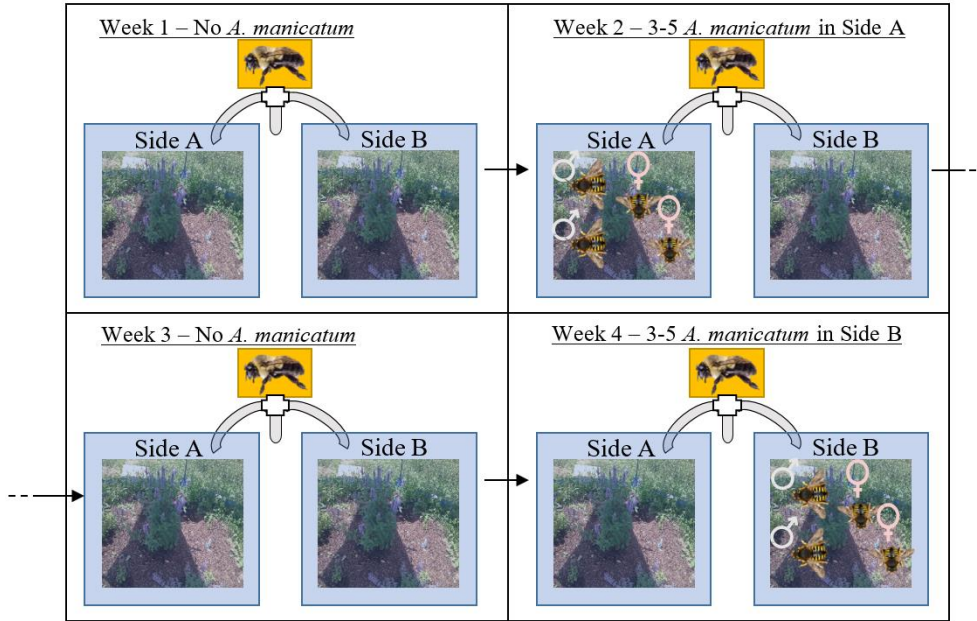 Week 1 – No A. manicatum
Side A
Side B
Week 2 – 3-5 A. manicatum in Side A
Side A
Side B
Week 3 – No A. manicatum
Side A
Side B
Week 4 – 3-5 A. manicatum in Side B
Side A
Side B